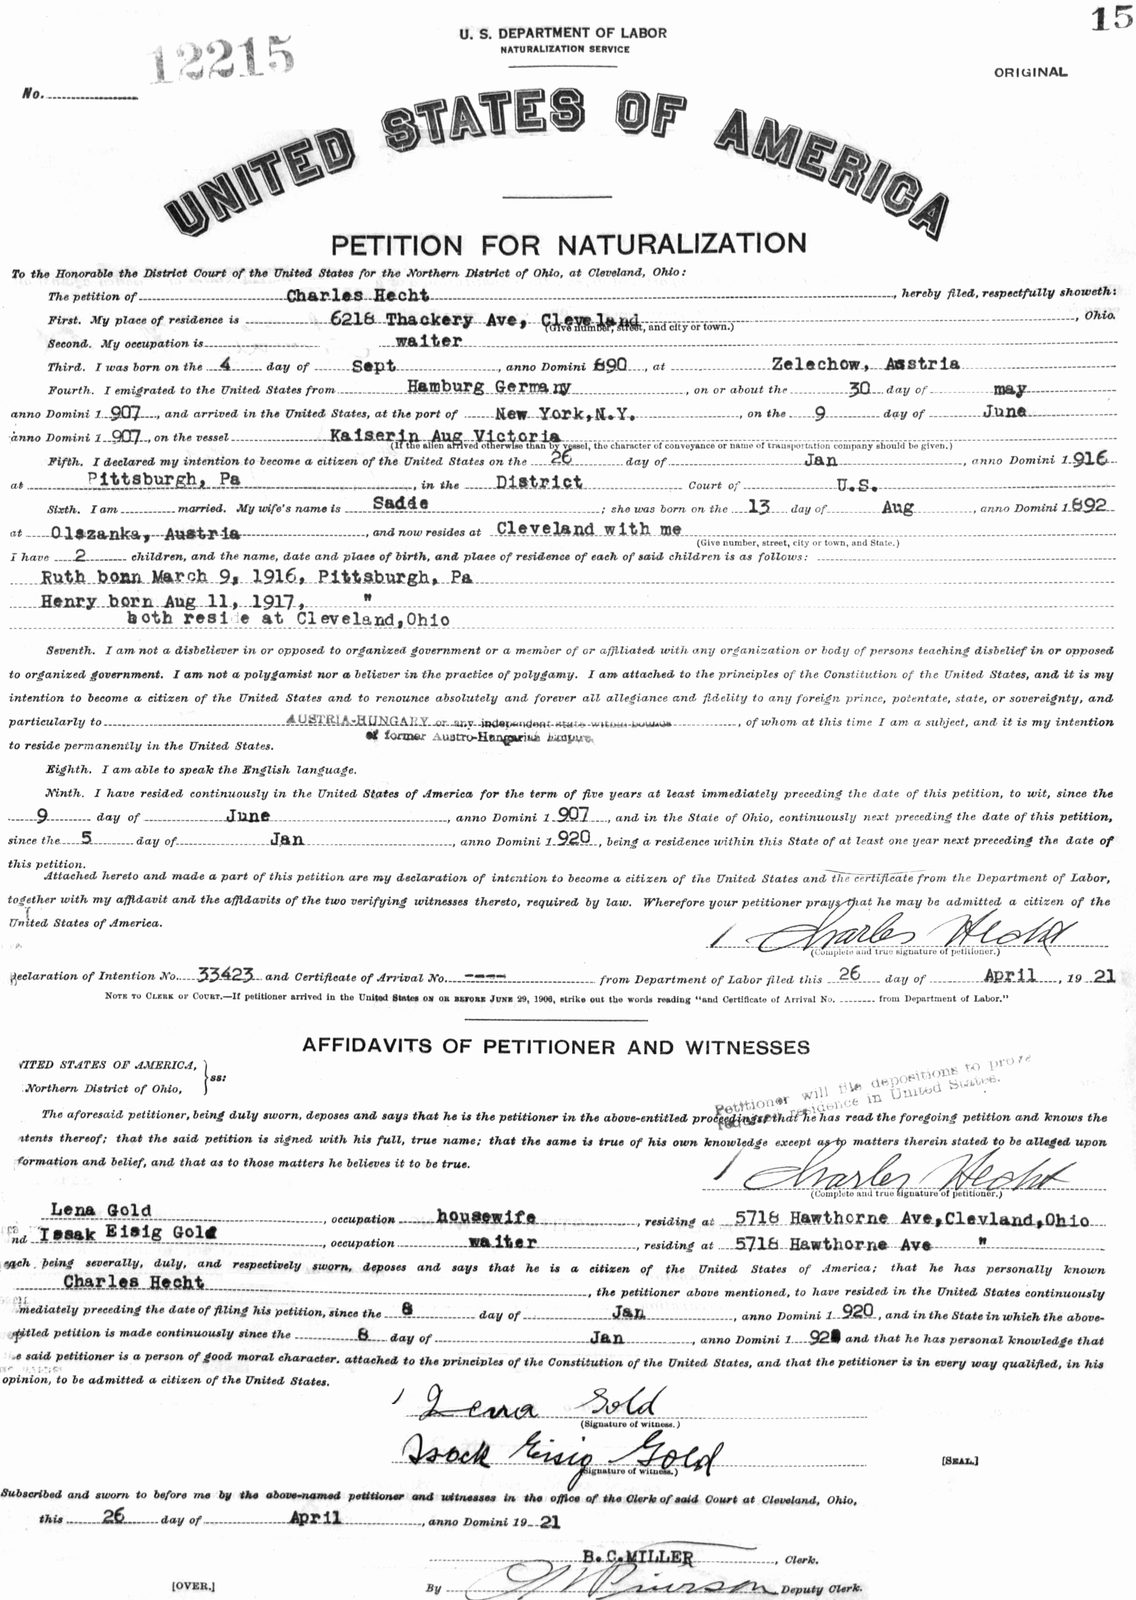 15
12215
U. S. DEPARTMENT OF LABOR
NATURALIZATION SERVICE
ORIGINAL
No.
UNITED STATES OF AMERICA
PETITION FOR NATURALIZATION
To the Honorable the District Court of the United States for the Northern District of Ohio, at Cleveland, Ohio:
The petition of Charles Hecht, hereby filed, respectfully showeth:
First. My place of residence is 6218 Thackery Ave, Cleveland, Ohio.
(Give number, street, and city or town.)
Second. My occupation is waiter
Third. I was born on the 4 day of Sept, anno Domini 890, at Zelechow, Austria
Fourth. I emigrated to the United States from Hamburg Germany, on or about the 30 day of may
anno Domini 1 907, and arrived in the United States, at the port of New York,N.Y., on the 9 day of June
anno Domini 1 907, on the vessel Kaiserin Aug Victoria
(If the alien arrived otherwise than by vessel, the character of conveyance or name of transportation company should be given.)
Fifth. I declared my intention to become a citizen of the United States on the 26 day of Jan, anno Domini 1 916
at Pittsburgh, Pa, in the District Court of U.S.
Sixth. I am married. My wife's name is Sadde; she was born on the 13 day of Aug, anno Domini 1 892
at Olszanka, Austria, and now resides at Cleveland with me
(Give number, street, city or town, and State.)
I have 2 children, and the name, date and place of birth, and place of residence of each of said children is as follows:
Ruth bonn March 9, 1916, Pittsburgh, Pa
Henry born Aug 11, 1917, "
both reside at Cleveland,Ohio
Seventh. I am not a disbeliever in or opposed to organized government or a member of or affiliated with any organization or body of persons teaching disbelief in or opposed
to organized government. I am not a polygamist nor a believer in the practice of polygamy. I am attached to the principles of the Constitution of the United States, and it is my
intention to become a citizen of the United States and to renounce absolutely and forever all allegiance and fidelity to any foreign prince, potentate, state, or sovereignty, and
particularly to AUSTRIA-HUNGARY or any independent state within bounds, of whom at this time I am a subject, and it is my intention
of former Austro-Hungarian Empire.
to reside permanently in the United States.
Eighth. I am able to speak the English language.
Ninth. I have resided continuously in the United States of America for the term of five years at least immediately preceding the date of this petition, to wit, since the
9 day of June, anno Domini 1 907, and in the State of Ohio, continuously next preceding the date of this petition,
since the 5 day of Jan, anno Domini 1 920, being a residence within this State of at least one year next preceding the date of
this petition.
Attached hereto and made a part of this petition are my declaration of intention to become a citizen of the United States and the certificate from the Department of Labor,
together with my affidavit and the affidavits of the two verifying witnesses thereto, required by law. Wherefore your petitioner prays that he may be admitted a citizen of the
United States of America.
Charles Hecht
(Complete and true signature of petitioner.)
Declaration of Intention No. 33423 and Certificate of Arrival No. ---- from Department of Labor filed this 26 day of April, 19 21
NOTE TO CLERK OF COURT.—If petitioner arrived in the United States ON OR BEFORE JUNE 29, 1906, strike out the words reading "and Certificate of Arrival No. from Department of Labor."
AFFIDAVITS OF PETITIONER AND WITNESSES
NITED STATES OF AMERICA,
Northern District of Ohio, } ss:
Petitioner will file depositions to prove
residence in United States.
The aforesaid petitioner, being duly sworn, deposes and says that he is the petitioner in the above-entitled proceedings; that he has read the foregoing petition and knows the
tents thereof; that the said petition is signed with his full, true name; that the same is true of his own knowledge except as to matters therein stated to be alleged upon
formation and belief, and that as to those matters he believes it to be true.
Charles Hecht
(Complete and true signature of petitioner.)
Lena Gold, occupation housewife, residing at 5718 Hawthorne Ave,Clevland,Ohio
nd Issak Eisig Gold, occupation waiter, residing at 5718 Hawthorne Ave "
each being severally, duly, and respectively sworn, deposes and says that he is a citizen of the United States of America; that he has personally known
Charles Hecht, the petitioner above mentioned, to have resided in the United States continuously
mediately preceding the date of filing his petition, since the 8 day of Jan, anno Domini 1 920, and in the State in which the above-
titled petition is made continuously since the 8 day of Jan, anno Domini 1 920 and that he has personal knowledge that
e said petitioner is a person of good moral character, attached to the principles of the Constitution of the United States, and that the petitioner is in every way qualified, in his
opinion, to be admitted a citizen of the United States.
Lena Gold
(Signature of witness.)
Isock Eisig Gold
(Signature of witness.)
[SEAL.]
Subscribed and sworn to before me by the above-named petitioner and witnesses in the office of the Clerk of said Court at Cleveland, Ohio,
this 26 day of April, anno Domini 19 21
B.C.MILLER, Clerk.
[OVER.]
By Deputy Clerk.